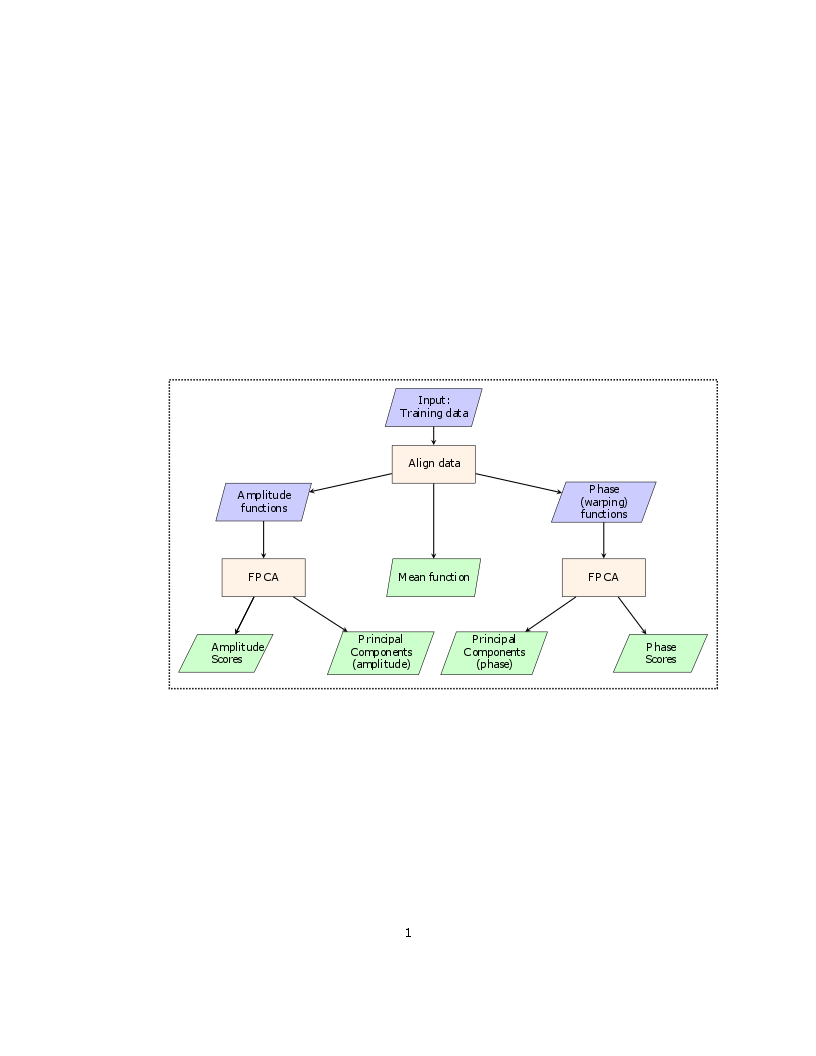 Input:
Training data
Align data
Amplitude
functions
Phase
(warping)
functions
FPCA
Mean function
FPCA
Amplitude
Scores
Principal
Components
(amplitude)
Principal
Components
(phase)
Phase
Scores
1